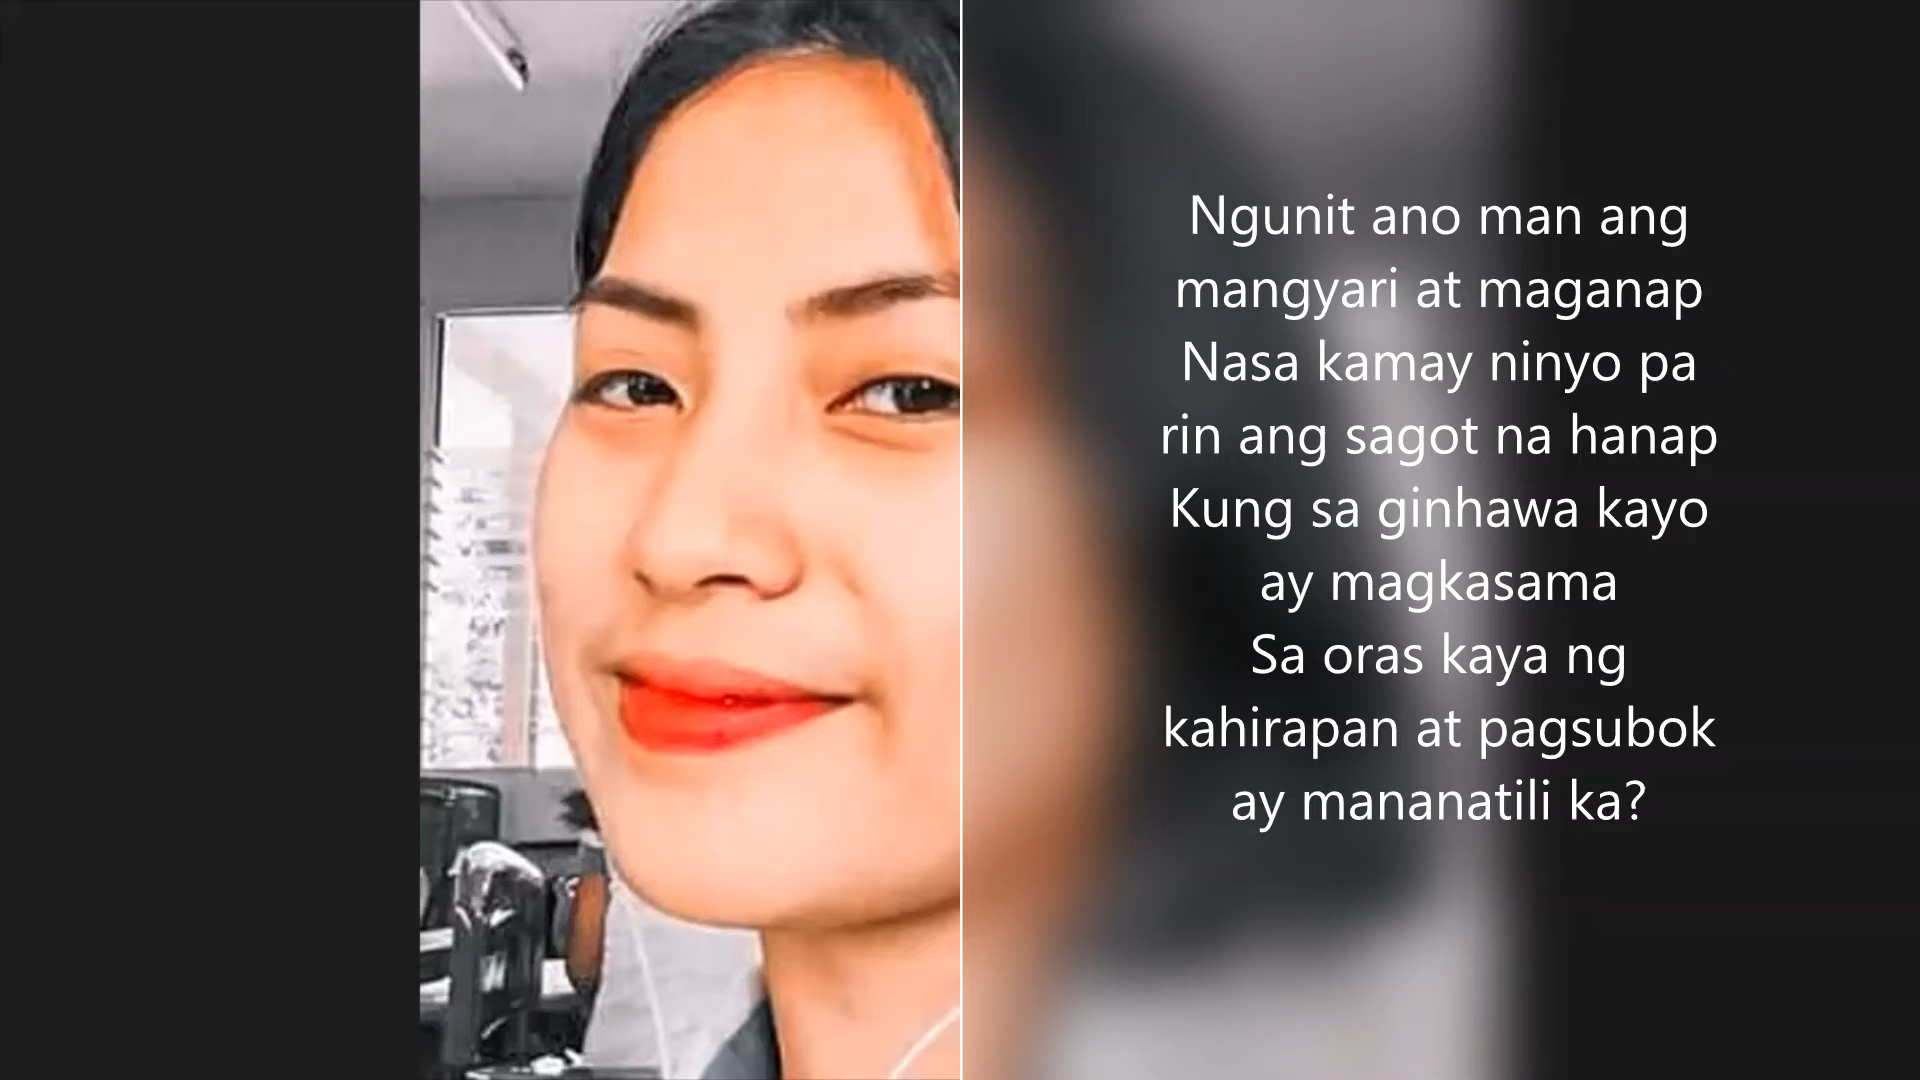 Ngunit ano man ang
mangyari at maganap
Nasa kamay ninyo pa
rin ang sagot na hanap
Kung sa ginhawa kayo
ay magkasama
Sa oras kaya ng
kahirapan at pagsubok
ay mananatili ka?